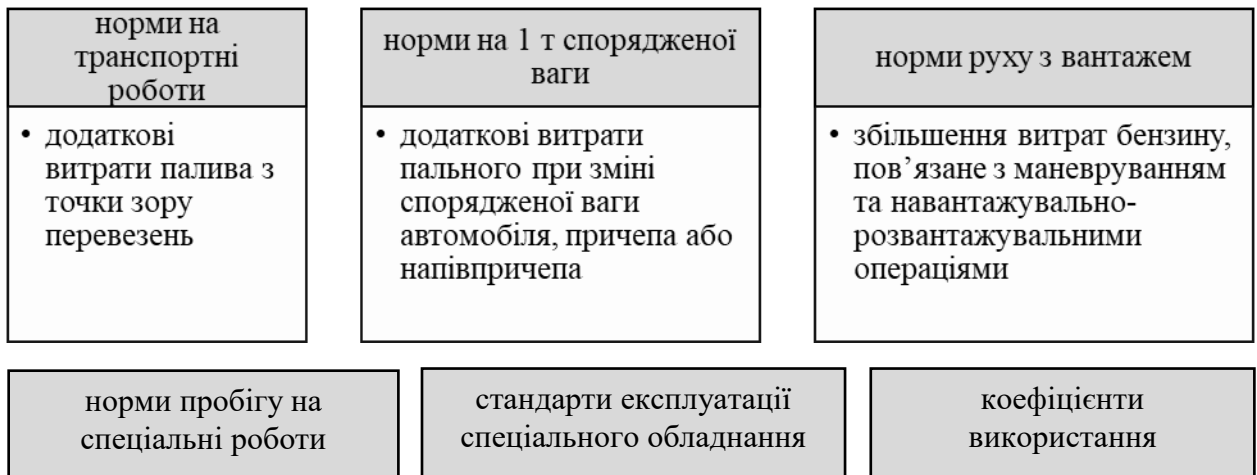 норми на
транспортні
роботи
• додаткові
витрати палива з
точки зору
перевезень
норми на 1 т спорядженої
ваги
• додаткові витрати
пального при зміні
спорядженої ваги
автомобіля, причепа або
напівпричепа
норми руху з вантажем
• збільшення витрат бензину,
пов’язане з маневруванням
та навантажувально-
розвантажувальними
операціями
норми пробігу на
спеціальні роботи
стандарти експлуатації
спеціального обладнання
коефіцієнти
використання